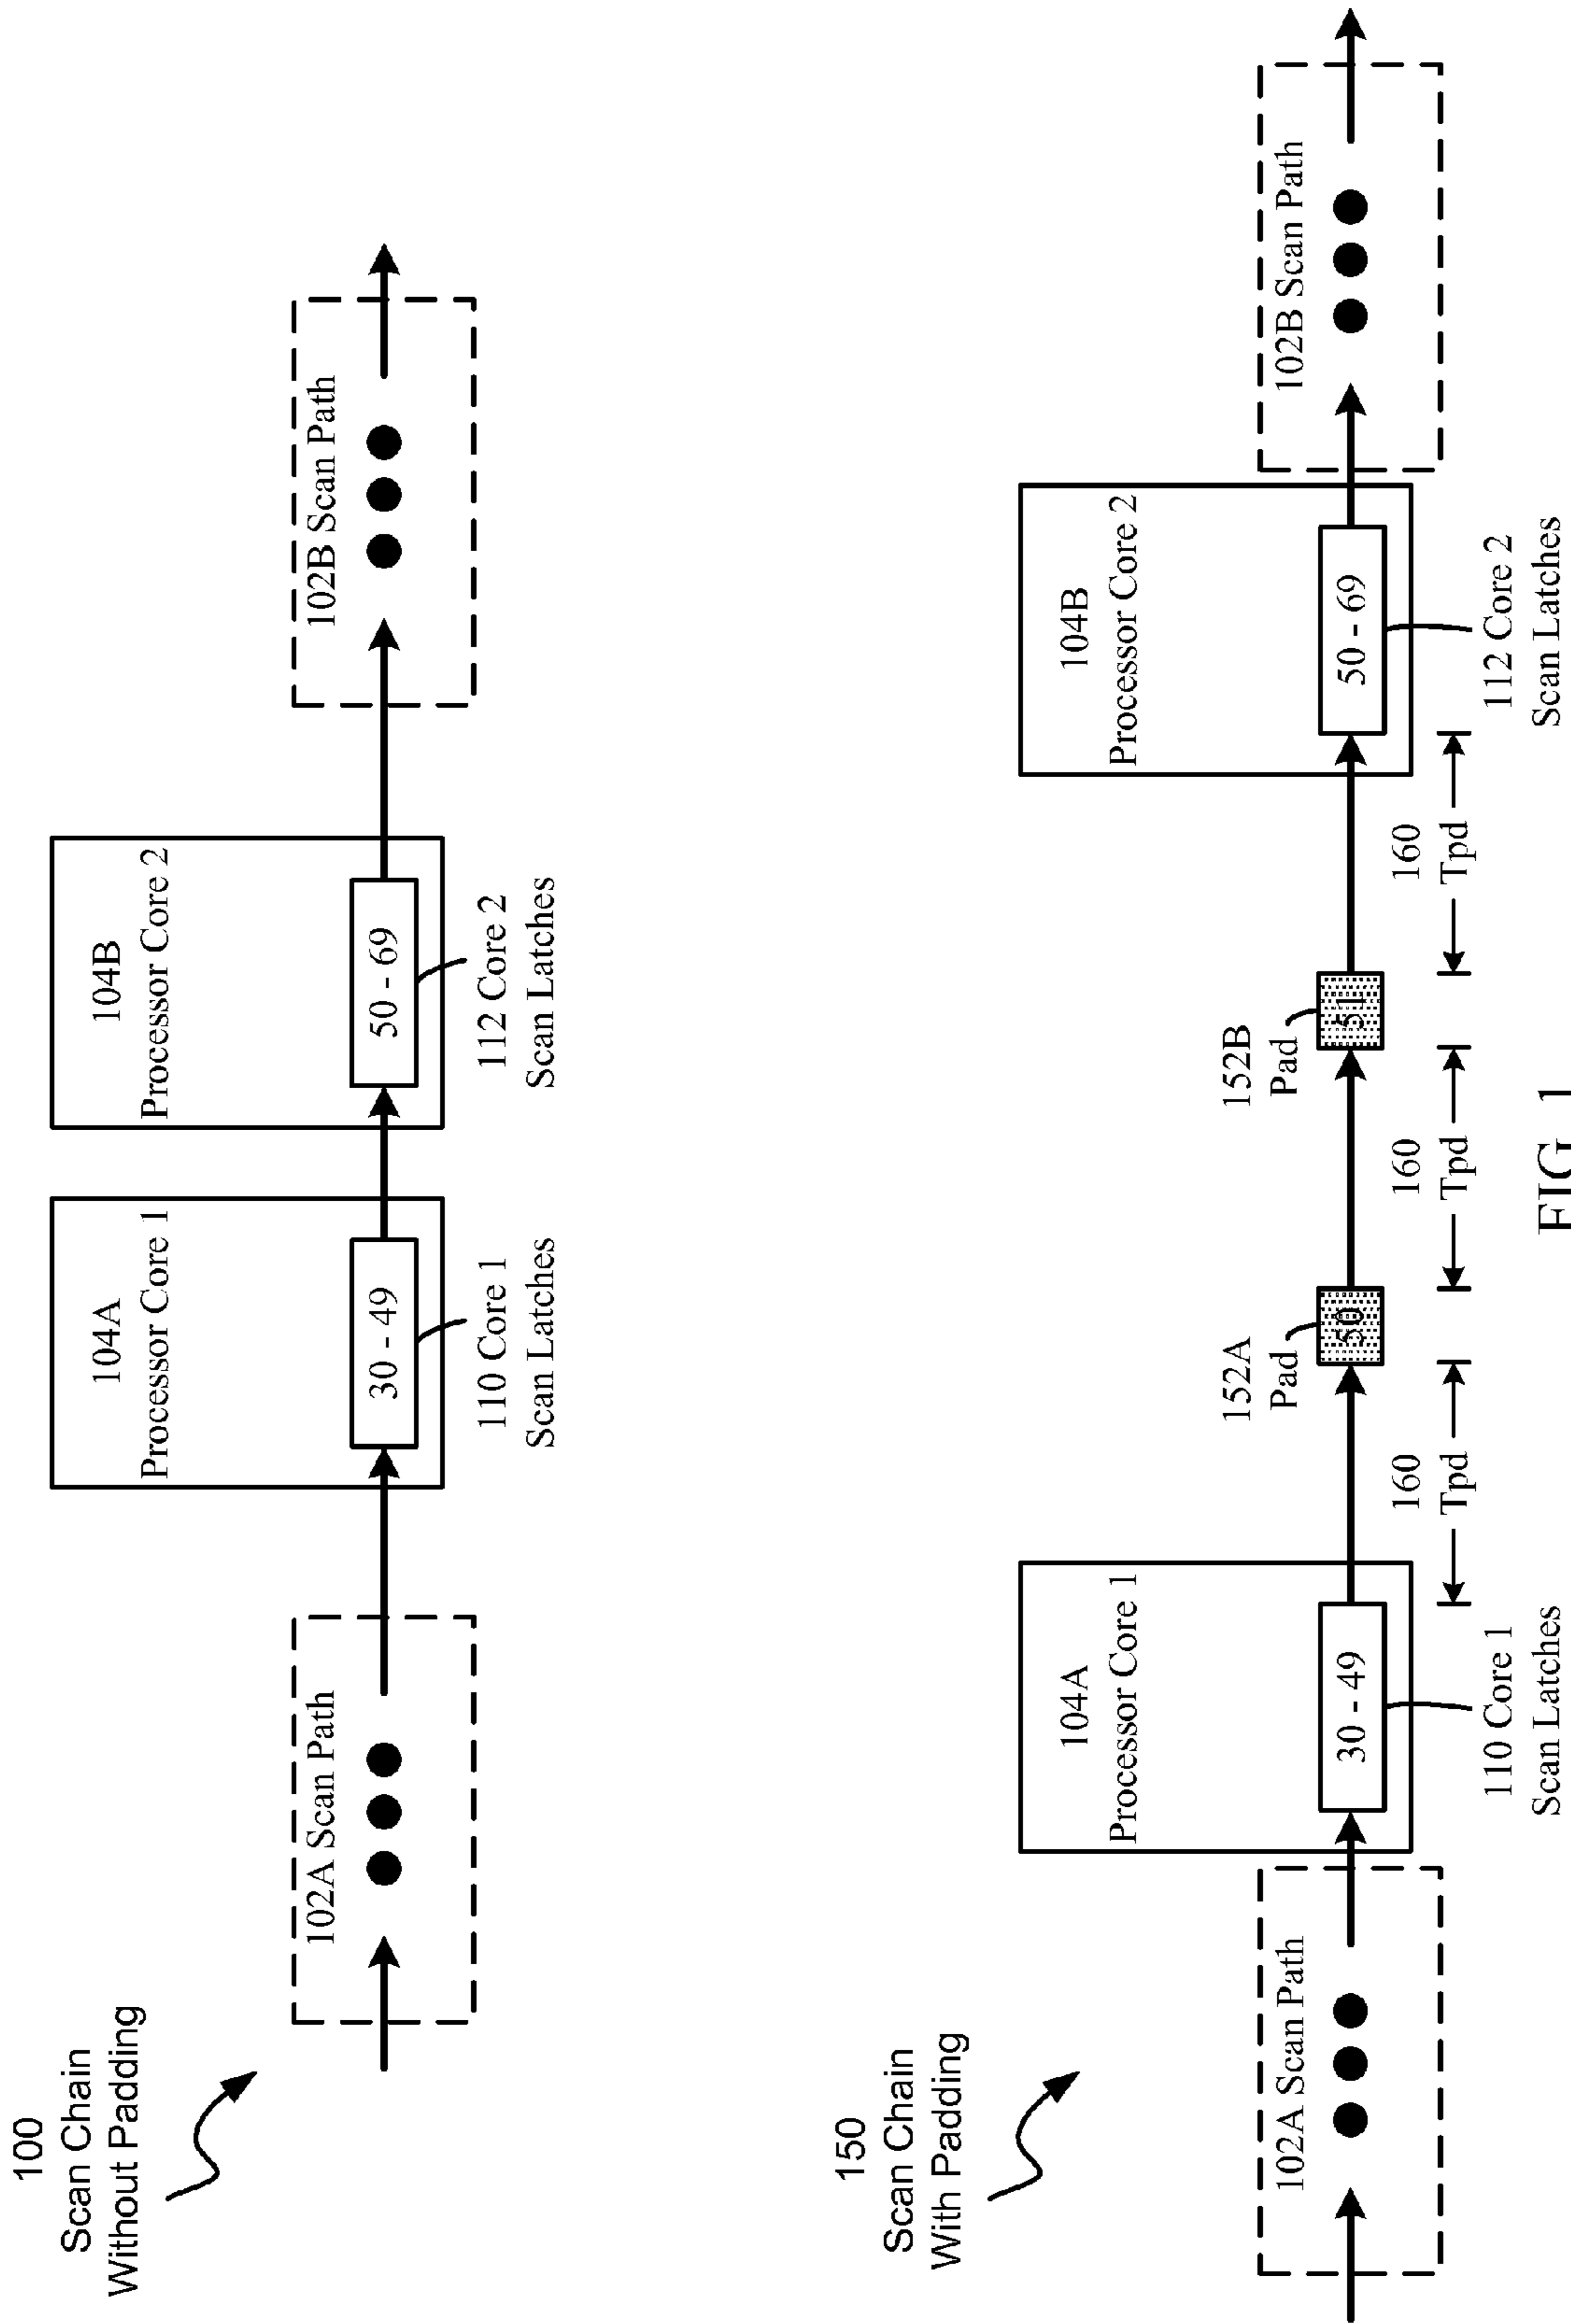 100
Scan Chain
Without Padding
102A Scan Path
104A
Processor Core 1
30 - 49
110 Core 1
Scan Latches
104B
Processor Core 2
50 - 69
112 Core 2
Scan Latches
102B Scan Path
150
Scan Chain
With Padding
102A Scan Path
104A
Processor Core 1
30 - 49
110 Core 1
Scan Latches
160
Tpd
152A
Pad
50
160
Tpd
152B
Pad
51
160
Tpd
104B
Processor Core 2
50 - 69
112 Core 2
Scan Latches
102B Scan Path
FIG. 1